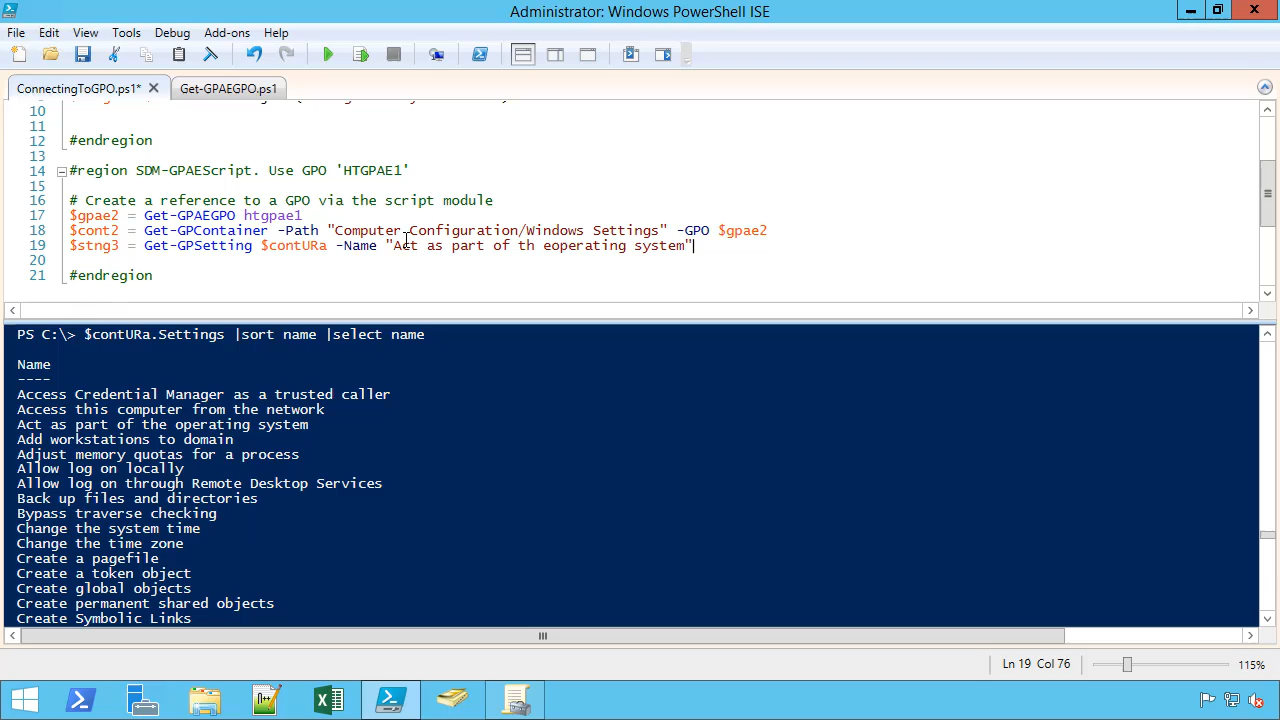 Administrator: Windows PowerShell ISE
File Edit View Tools Debug Add-ons Help
ConnectingToGPO.ps1* Get-GPAEGPO.ps1
10
11
12 #endregion
13
14 #region SDM-GPAEScript. Use GPO 'HTGPAE1'
15
16 # Create a reference to a GPO via the script module
17 $gpae2 = Get-GPAEGPO htgpae1
18 $cont2 = Get-GPContainer -Path "Computer Configuration/Windows Settings" -GPO $gpae2
19 $stng3 = Get-GPSetting $contURa -Name "Act as part of th eoperating system"
20
21 #endregion
PS C:\> $contURa.Settings |sort name |select name
Name
----
Access Credential Manager as a trusted caller
Access this computer from the network
Act as part of the operating system
Add workstations to domain
Adjust memory quotas for a process
Allow log on locally
Allow log on through Remote Desktop Services
Back up files and directories
Bypass traverse checking
Change the system time
Change the time zone
Create a pagefile
Create a token object
Create global objects
Create permanent shared objects
Create Symbolic Links
Ln 19 Col 76 115%